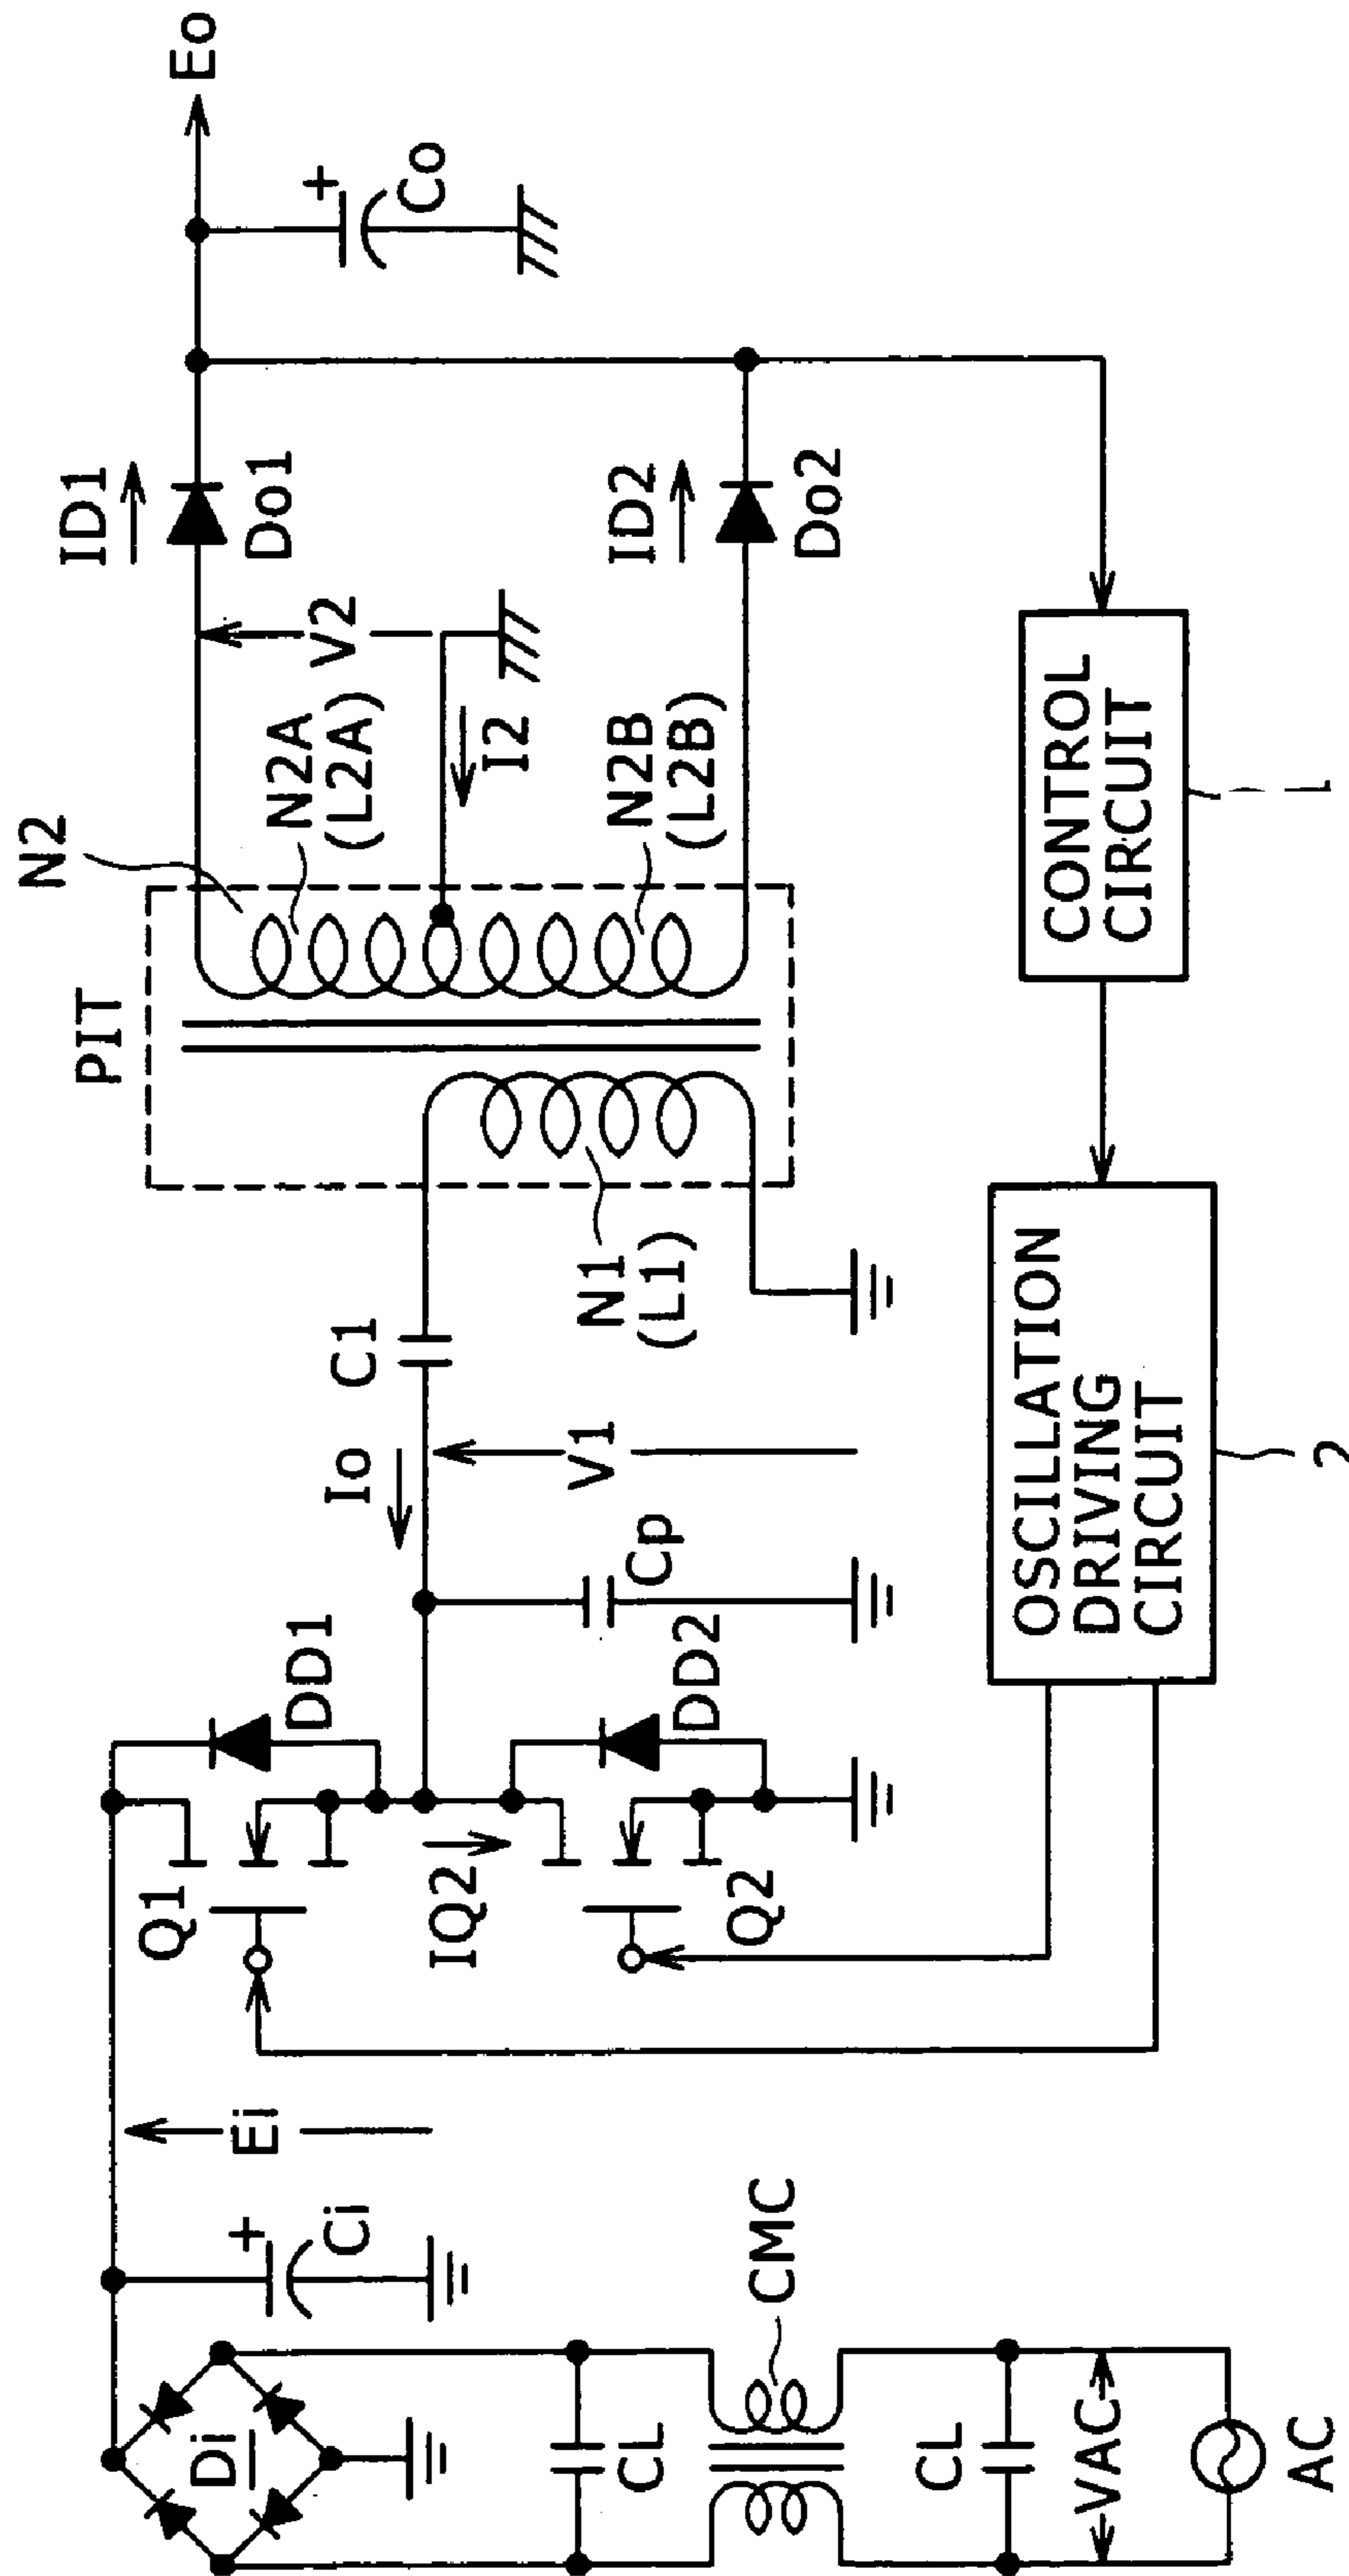 Eo
+
Co
ID1
Do1
ID2
Do2
V2
N2A
(L2A)
I2
N2B
(L2B)
N2
PIT
N1
(L1)
C1
Io
V1
Cp
DD1
DD2
Q1
IQ2
Q2
Ei
+
Ci
Di
CL
CMC
CL
VAC
AC
CONTROL
CIRCUIT
1
OSCILLATION
DRIVING
CIRCUIT
2